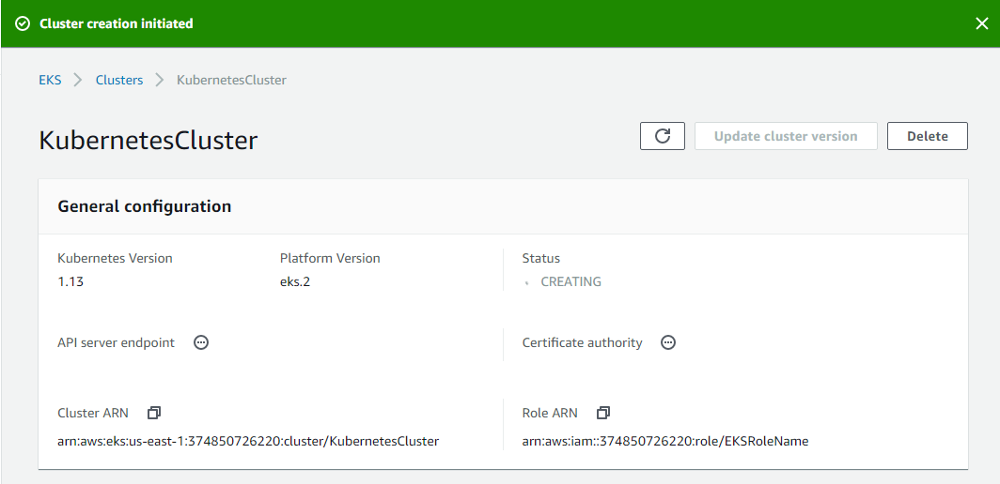 Cluster creation initiated
EKS
Clusters
KubernetesCluster
KubernetesCluster
Update cluster version
Delete
General configuration
Kubernetes Version
Platform Version
Status
1.13
eks.2
CREATING
API server endpoint
Certificate authority
Cluster ARN
Role ARN
arn:aws:eks:us-east-1:374850726220:cluster/KubernetesCluster
arn:aws:iam::374850726220:role/EKSRoleName